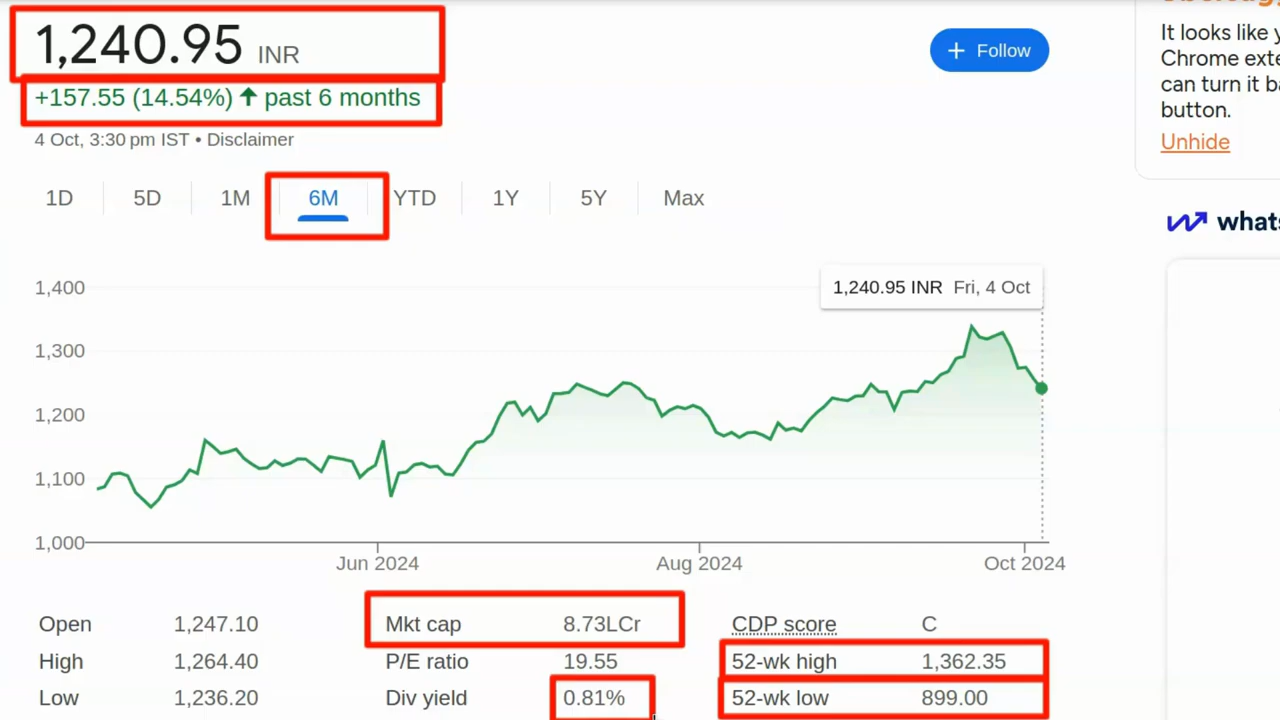 1,240.95 INR
+ Follow
+157.55 (14.54%) ↑ past 6 months
4 Oct, 3:30 pm IST • Disclaimer
1D 5D 1M 6M YTD 1Y 5Y Max
1,240.95 INR Fri, 4 Oct
1,400
1,300
1,200
1,100
1,000
Jun 2024 Aug 2024 Oct 2024
Open 1,247.10 Mkt cap 8.73LCr CDP score C
High 1,264.40 P/E ratio 19.55 52-wk high 1,362.35
Low 1,236.20 Div yield 0.81% 52-wk low 899.00
It looks like y
Chrome exte
can turn it ba
button.
Unhide
whats